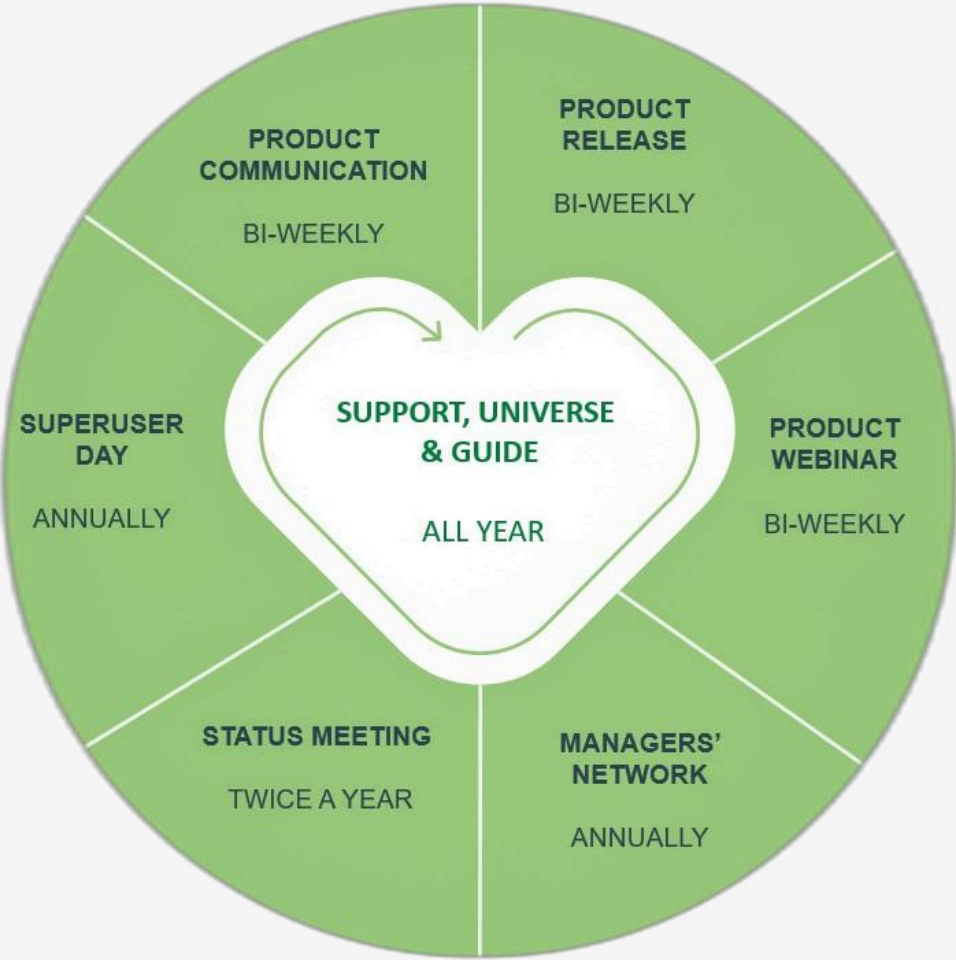 PRODUCT
COMMUNICATION
BI-WEEKLY
PRODUCT
RELEASE
BI-WEEKLY
SUPERUSER
DAY
ANNUALLY
SUPPORT, UNIVERSE
& GUIDE
ALL YEAR
PRODUCT
WEBINAR
BI-WEEKLY
STATUS MEETING
TWICE A YEAR
MANAGERS’
NETWORK
ANNUALLY